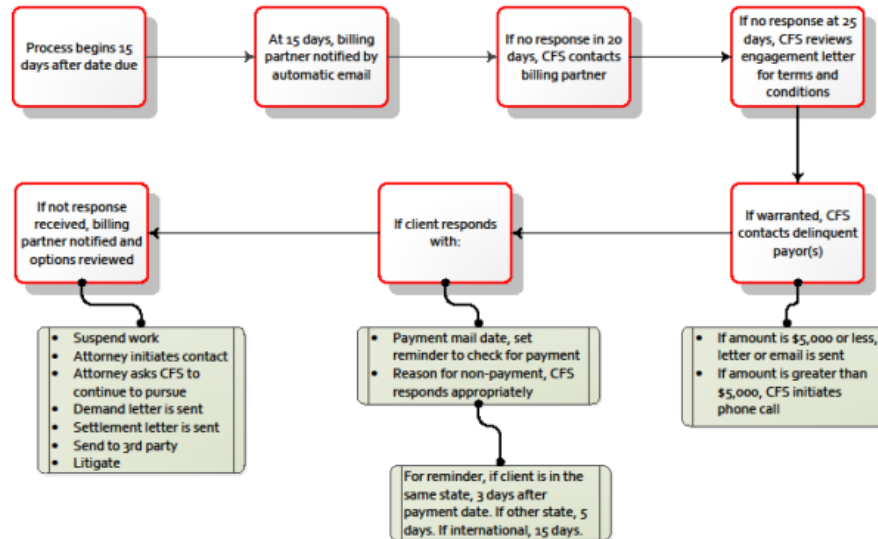 Process begins 15
days after date due
At 15 days, billing
partner notified by
automatic email
If no response in 20
days, CFS contacts
billing partner
If no response at 25
days, CFS reviews
engagement letter
for terms and
conditions
If warranted, CFS
contacts delinquent
payor(s)
• If amount is $5,000 or less,
letter or email is sent
• If amount is greater than
$5,000, CFS initiates
phone call
If client responds
with:
• Payment mail date, set
reminder to check for payment
• Reason for non-payment, CFS
responds appropriately
For reminder, if client is in the
same state, 3 days after
payment date. If other state, 5
days. If international, 15 days.
If not response
received, billing
partner notified and
options reviewed
• Suspend work
• Attorney initiates contact
• Attorney asks CFS to
continue to pursue
• Demand letter is sent
• Settlement letter is sent
• Send to 3rd party
• Litigate